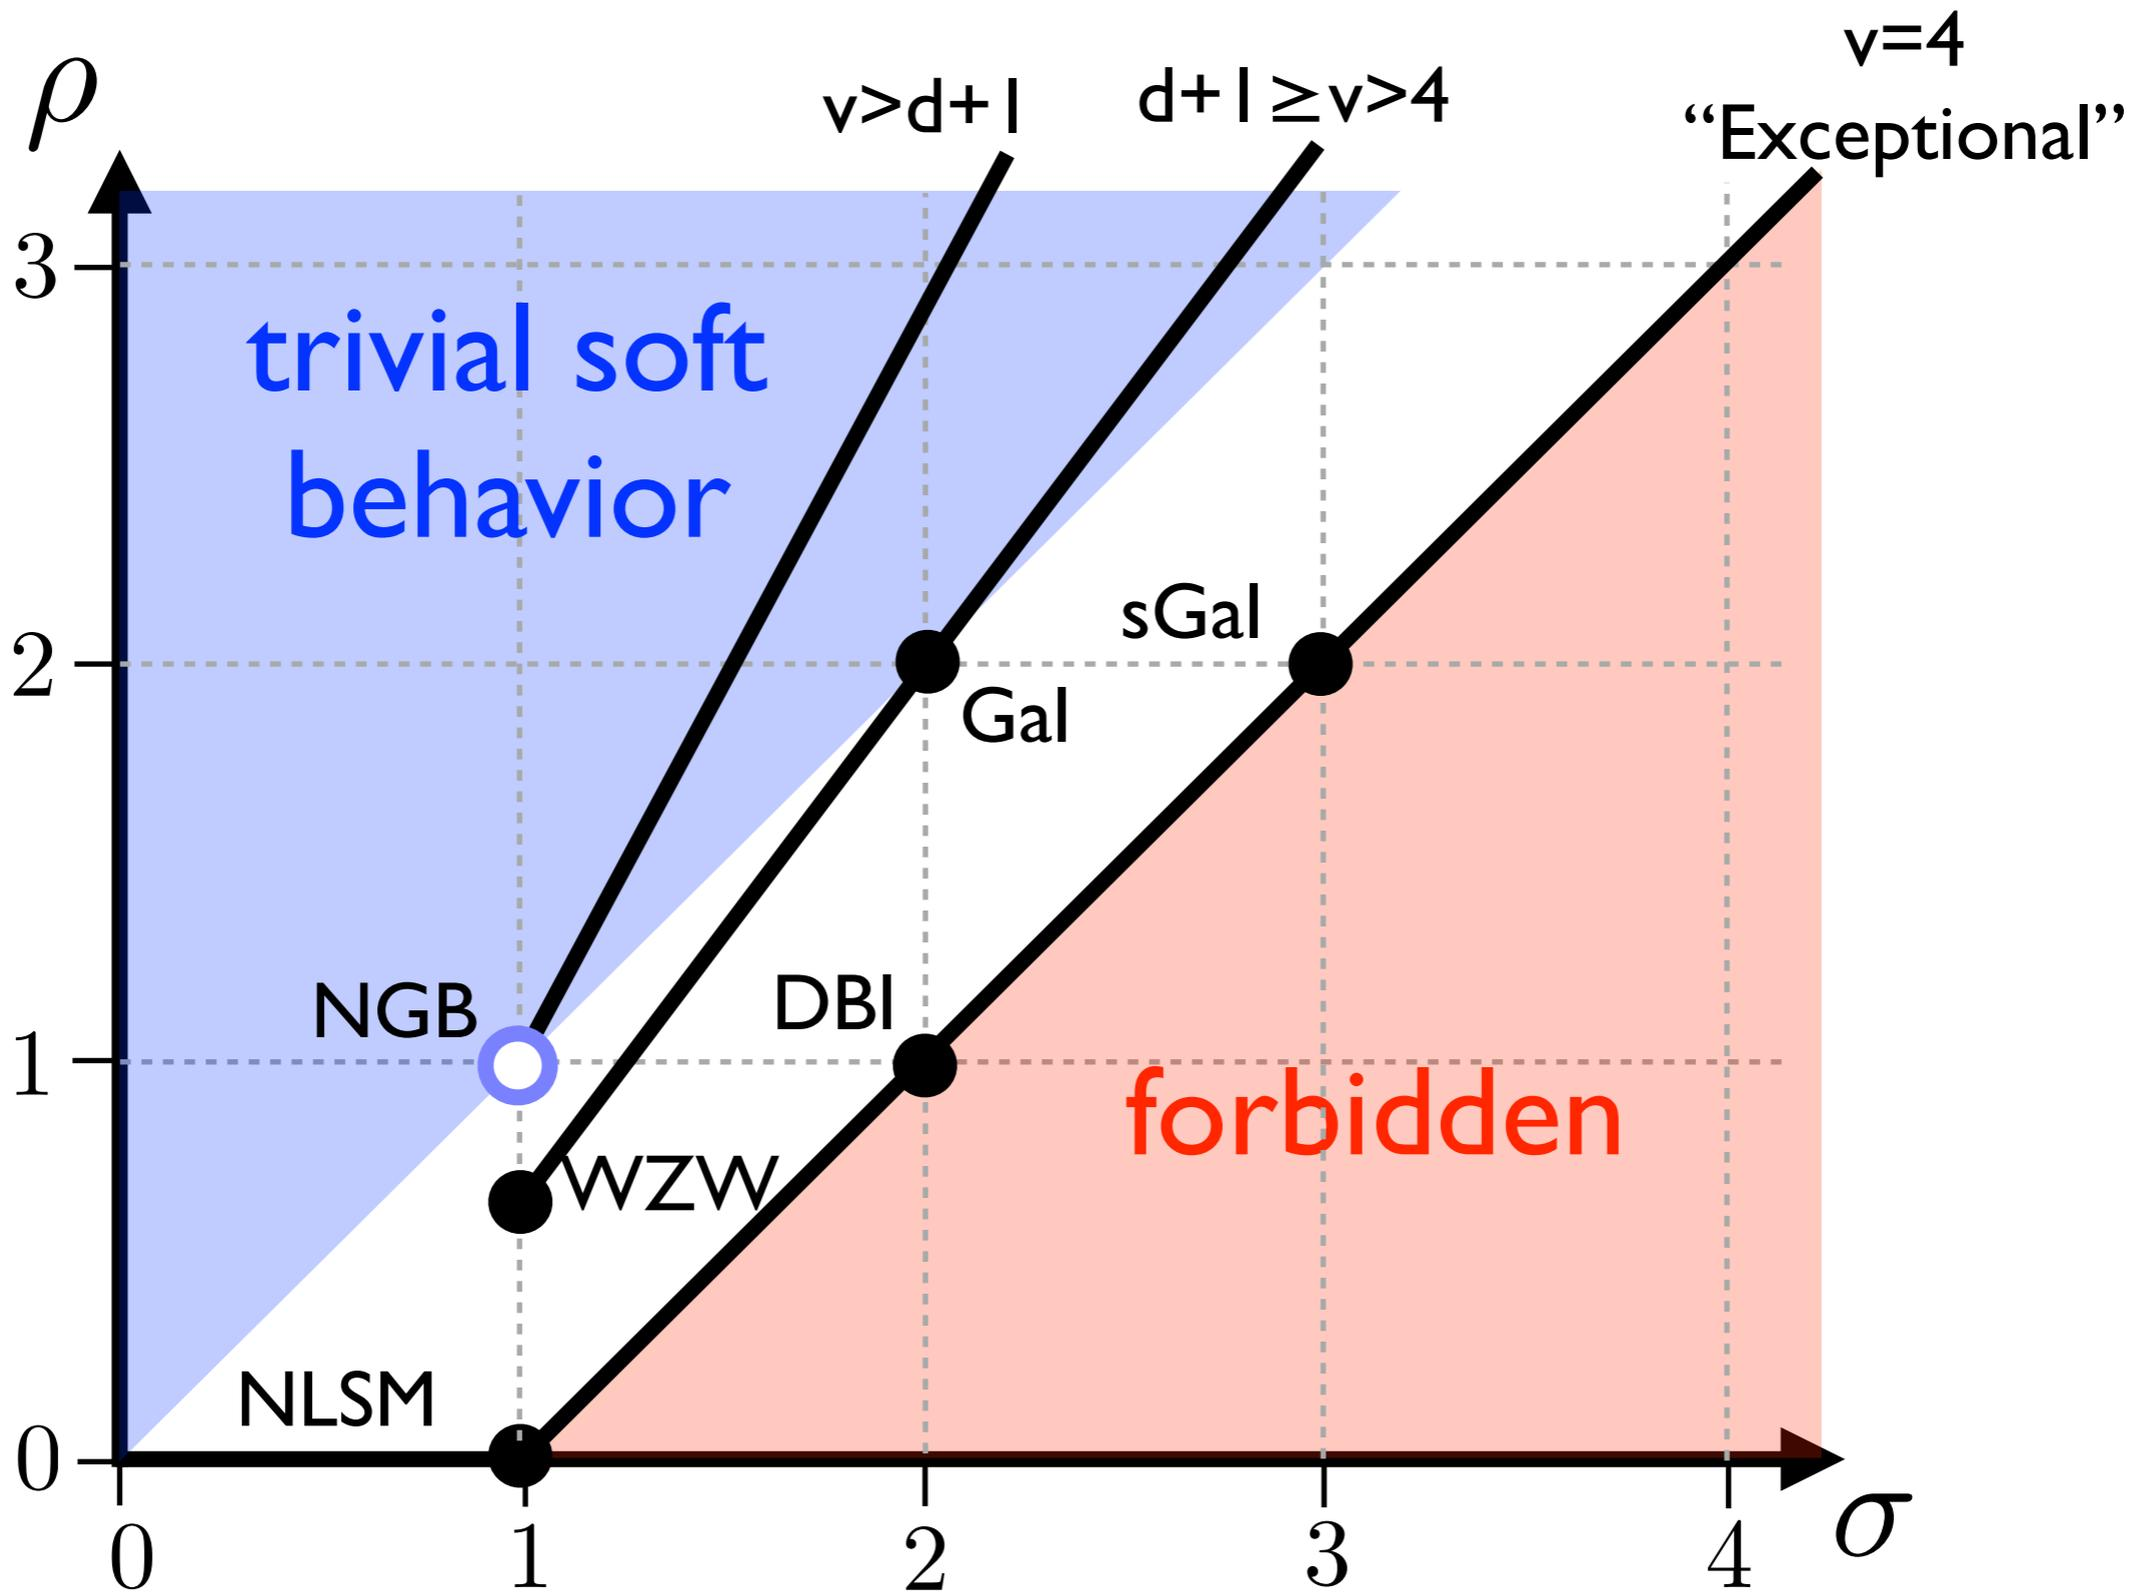 v=4
ρ
v>d+1
d+1≥v>4
“Exceptional”
3
trivial soft
behavior
sGal
2
Gal
NGB
DBI
1
forbidden
WZW
NLSM
0
σ
0
1
2
3
4